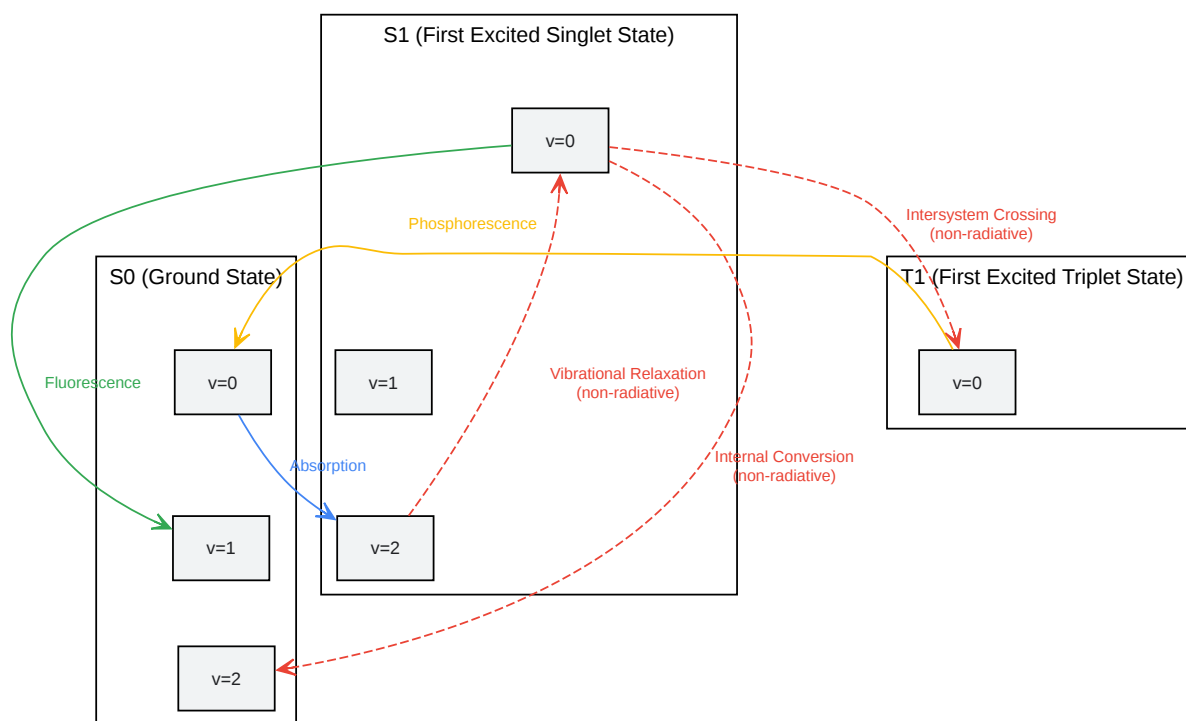 S1 (First Excited Singlet State)
v=0
Phosphorescence
Intersystem Crossing
(non-radiative)
S0 (Ground State)
T1 (First Excited Triplet State)
Fluorescence
v=0
v=1
Vibrational Relaxation
(non-radiative)
v=0
Absorption
Internal Conversion
(non-radiative)
v=1
v=2
v=2